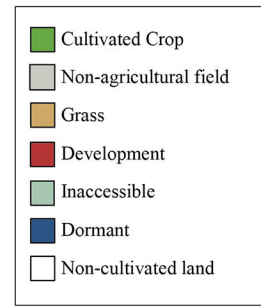 Cultivated Crop
Non-agricultural field
Grass
Development
Inaccessible
Dormant
Non-cultivated land